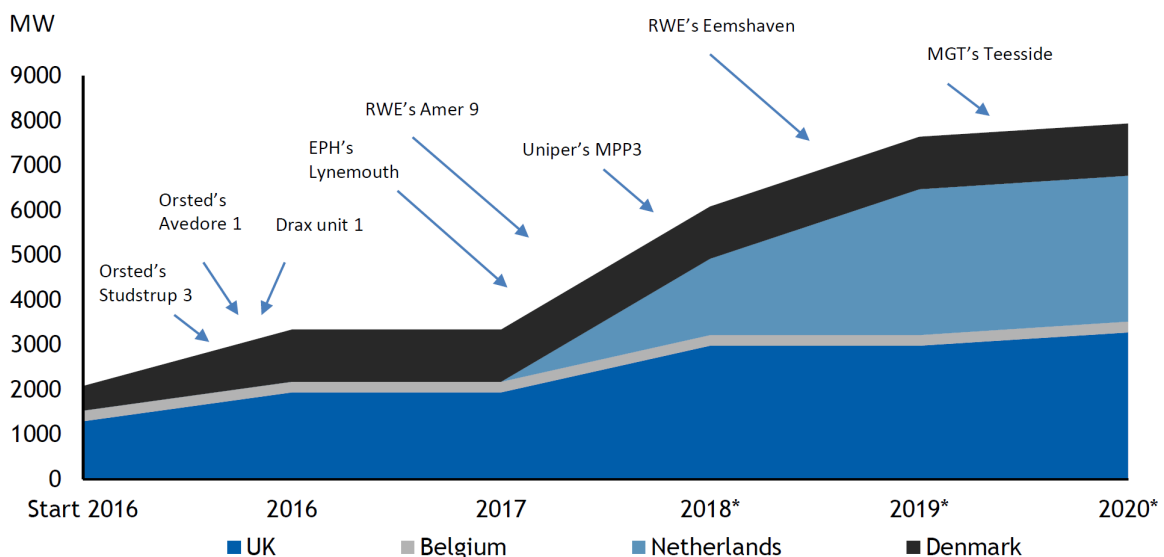 MW
RWE's Eemshaven
MGT's Teesside
9000
8000
7000
6000
5000
4000
3000
2000
1000
0
RWE's Amer 9
EPH's
Lynemouth
Uniper's MPP3
Orsted's
Avedore 1
Drax unit 1
Orsted's
Studstrup 3
Start 2016
2016
2017
2018*
2019*
2020*
UK
Belgium
Netherlands
Denmark